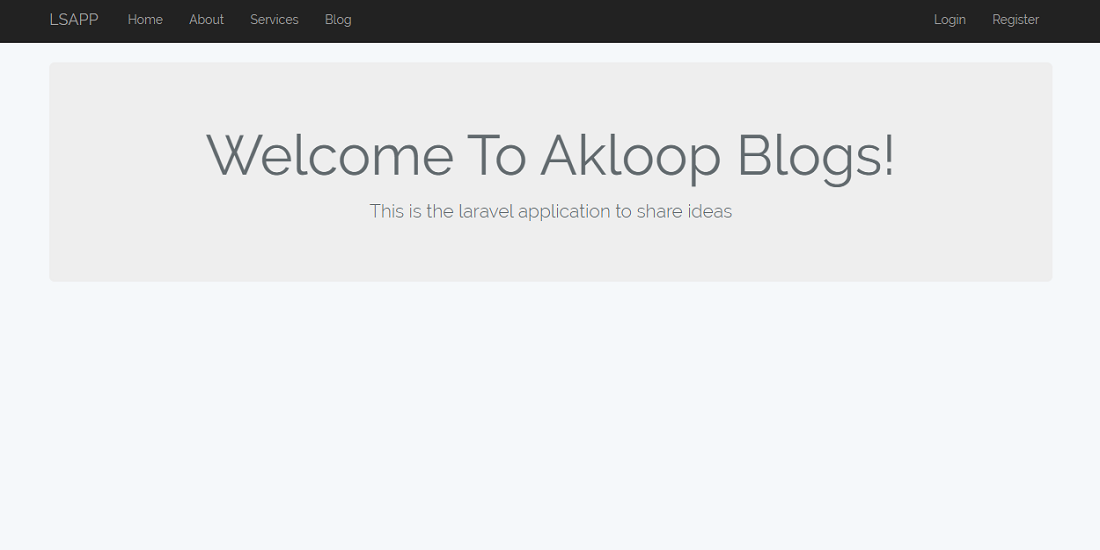 LSAPP Home About Services Blog Login Register
Welcome To Akloop Blogs!
This is the laravel application to share ideas